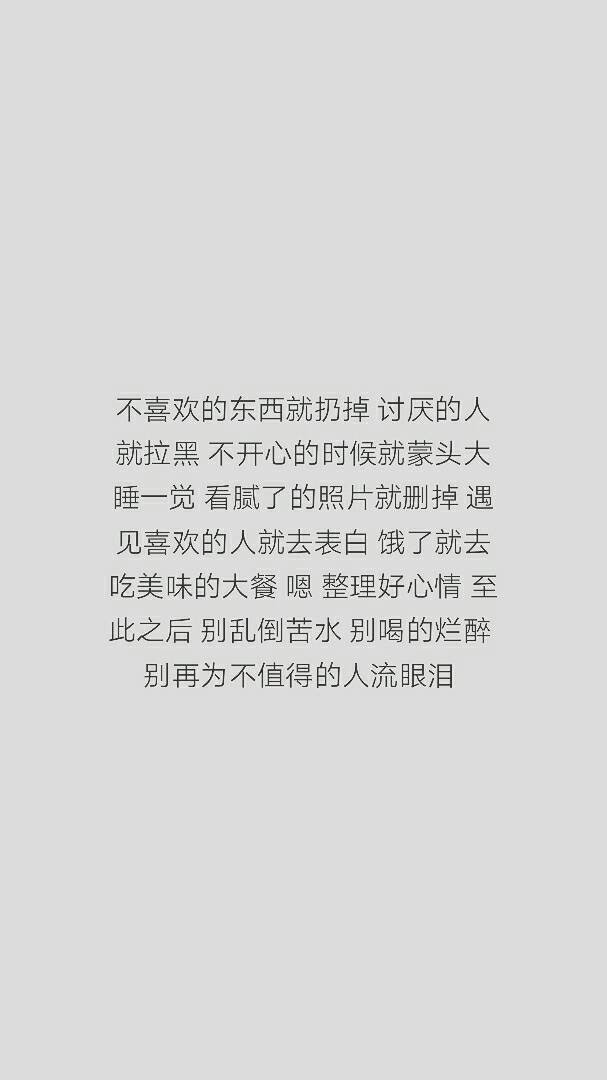 不喜欢的东西就扔掉 讨厌的人
就拉黑 不开心的时候就蒙头大
睡一觉 看腻了的照片就删掉 遇
见喜欢的人就去表白 饿了就去
吃美味的大餐 嗯 整理好心情 至
此之后 别乱倒苦水 别喝的烂醉
别再为不值得的人流眼泪